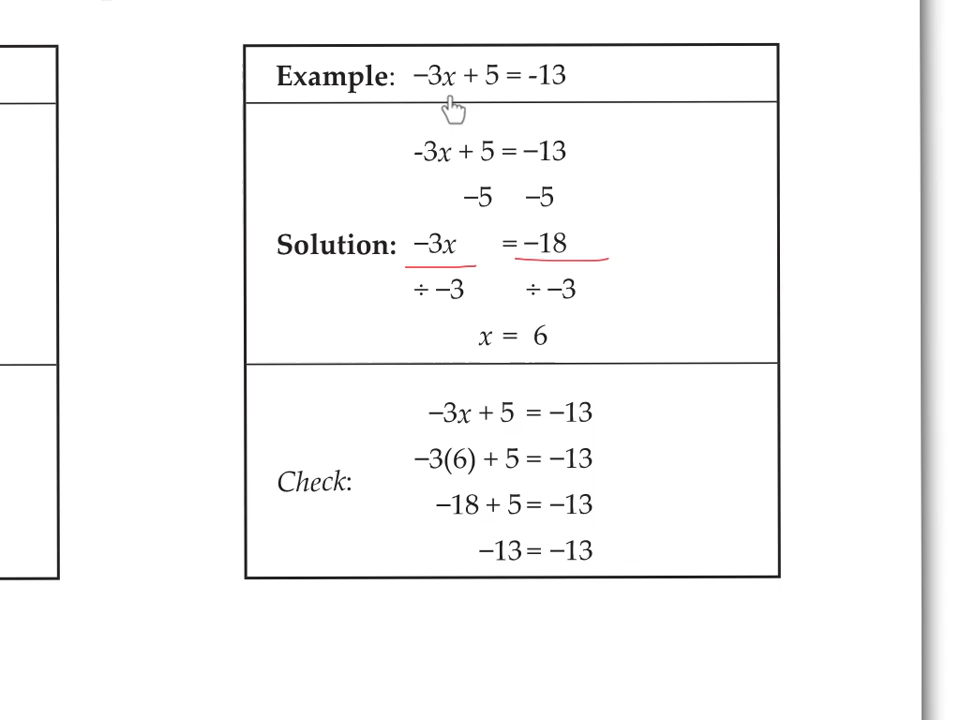 Example: −3x + 5 = -13
-3x + 5 = −13
−5 −5
Solution: −3x = −18
÷ −3 ÷ −3
x = 6
−3x + 5 = −13
−3(6) + 5 = −13
Check:
−18 + 5 = −13
−13 = −13